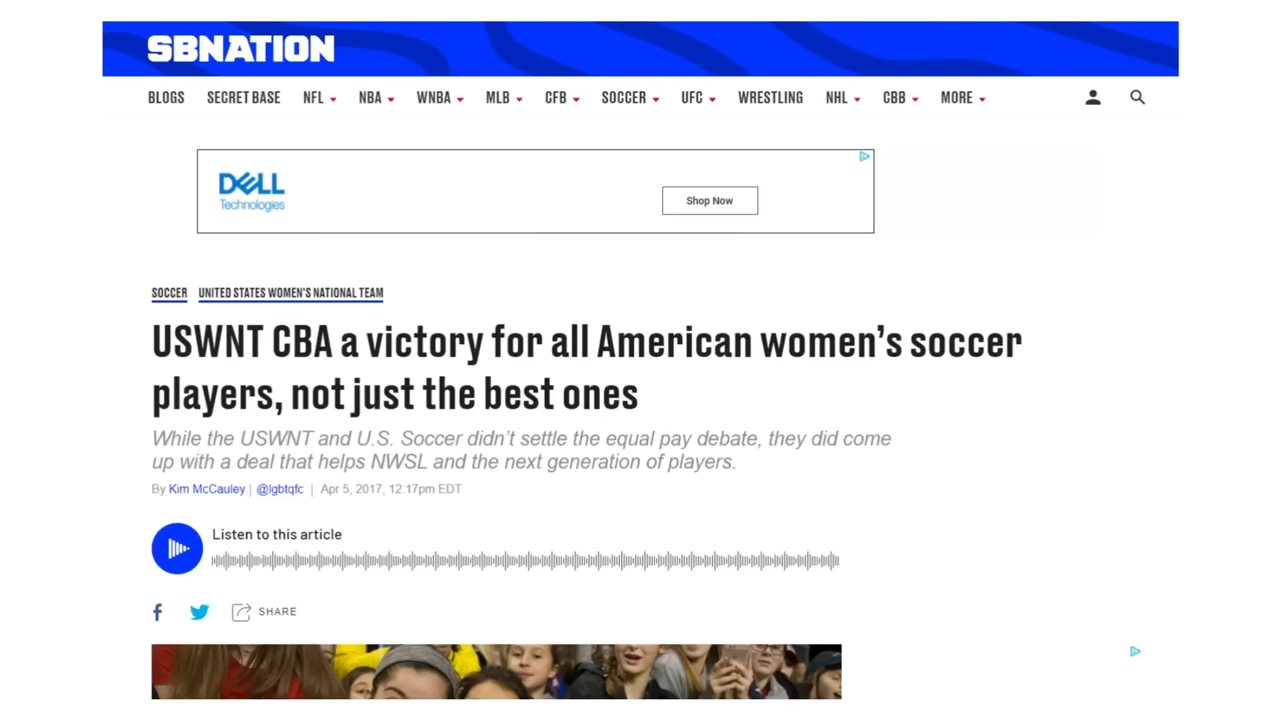 SBNATION
BLOGS SECRET BASE NFL NBA WNBA MLB CFB SOCCER UFC WRESTLING NHL CBB MORE
DELL
Technologies
Shop Now
SOCCER UNITED STATES WOMEN'S NATIONAL TEAM
USWNT CBA a victory for all American women’s soccer
players, not just the best ones
While the USWNT and U.S. Soccer didn’t settle the equal pay debate, they did come
up with a deal that helps NWSL and the next generation of players.
By Kim McCauley | @lgbtqfc | Apr 5, 2017, 12:17pm EDT
Listen to this article
SHARE